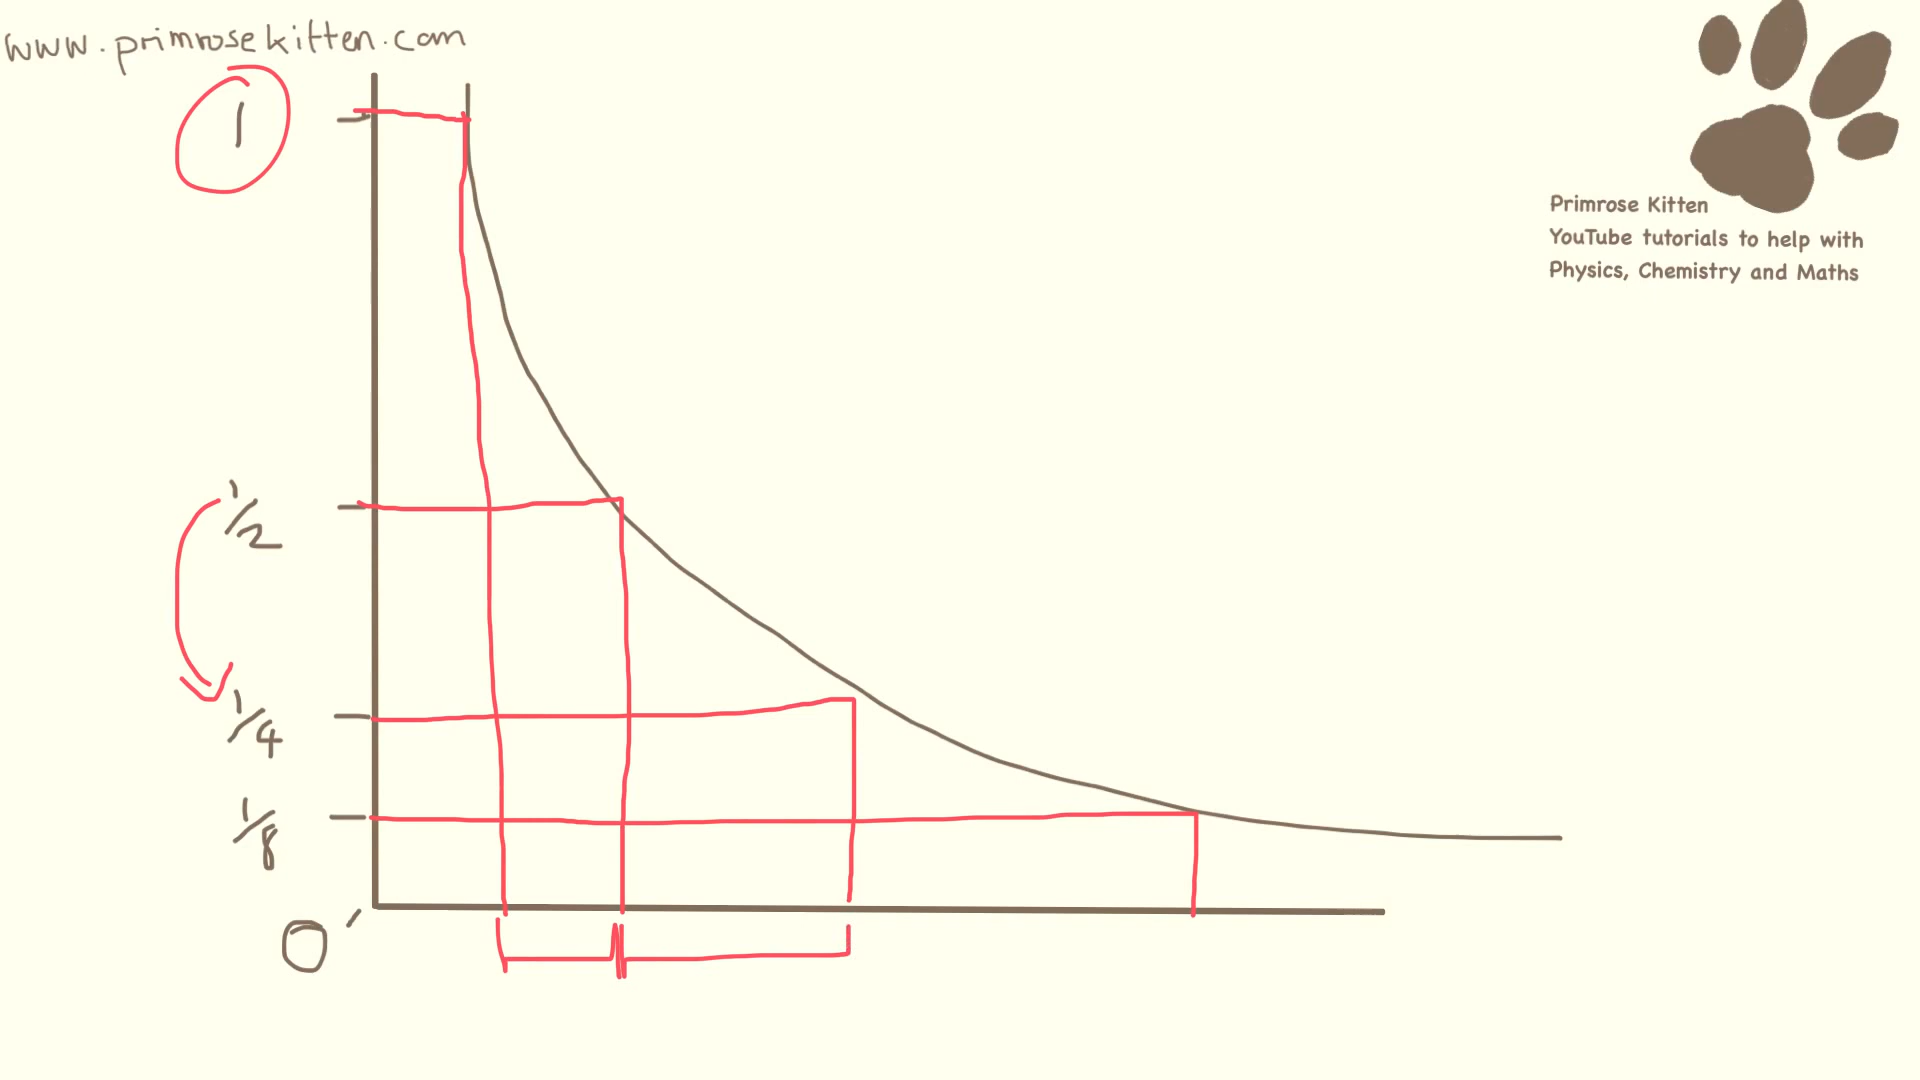 www.primrosekitten.com
1
Primrose Kitten
YouTube tutorials to help with
Physics, Chemistry and Maths
1/2
1/4
1/8
0